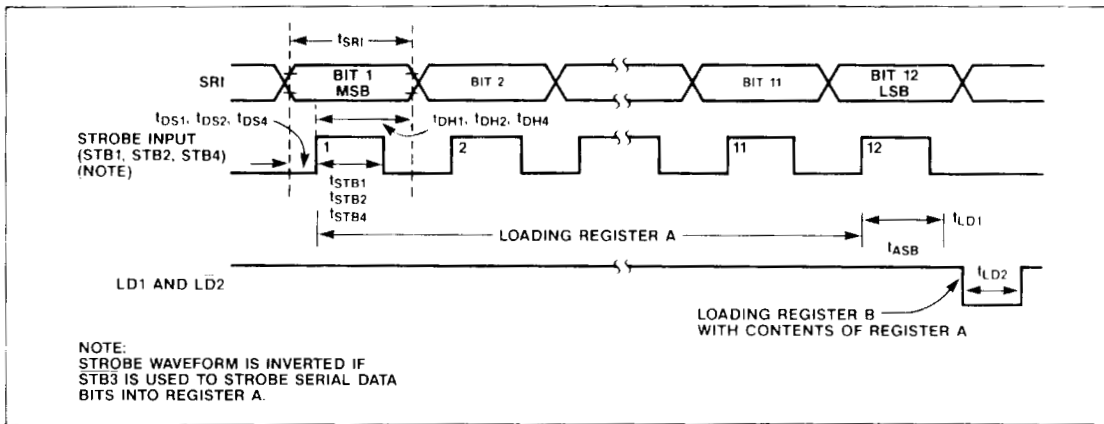 tSRI
SRI
BIT 1
MSB
BIT 2
BIT 11
BIT 12
LSB
tDS1, tDS2, tDS4
tDH1, tDH2, tDH4
STROBE INPUT
(STB1, STB2, STB4)
(NOTE)
1
2
11
12
tSTB1
tSTB2
tSTB4
LOADING REGISTER A
tLD1
tASB
LD1 AND LD2
tLD2
LOADING REGISTER B
WITH CONTENTS OF REGISTER A
NOTE:
STROBE WAVEFORM IS INVERTED IF
STB3 IS USED TO STROBE SERIAL DATA
BITS INTO REGISTER A.